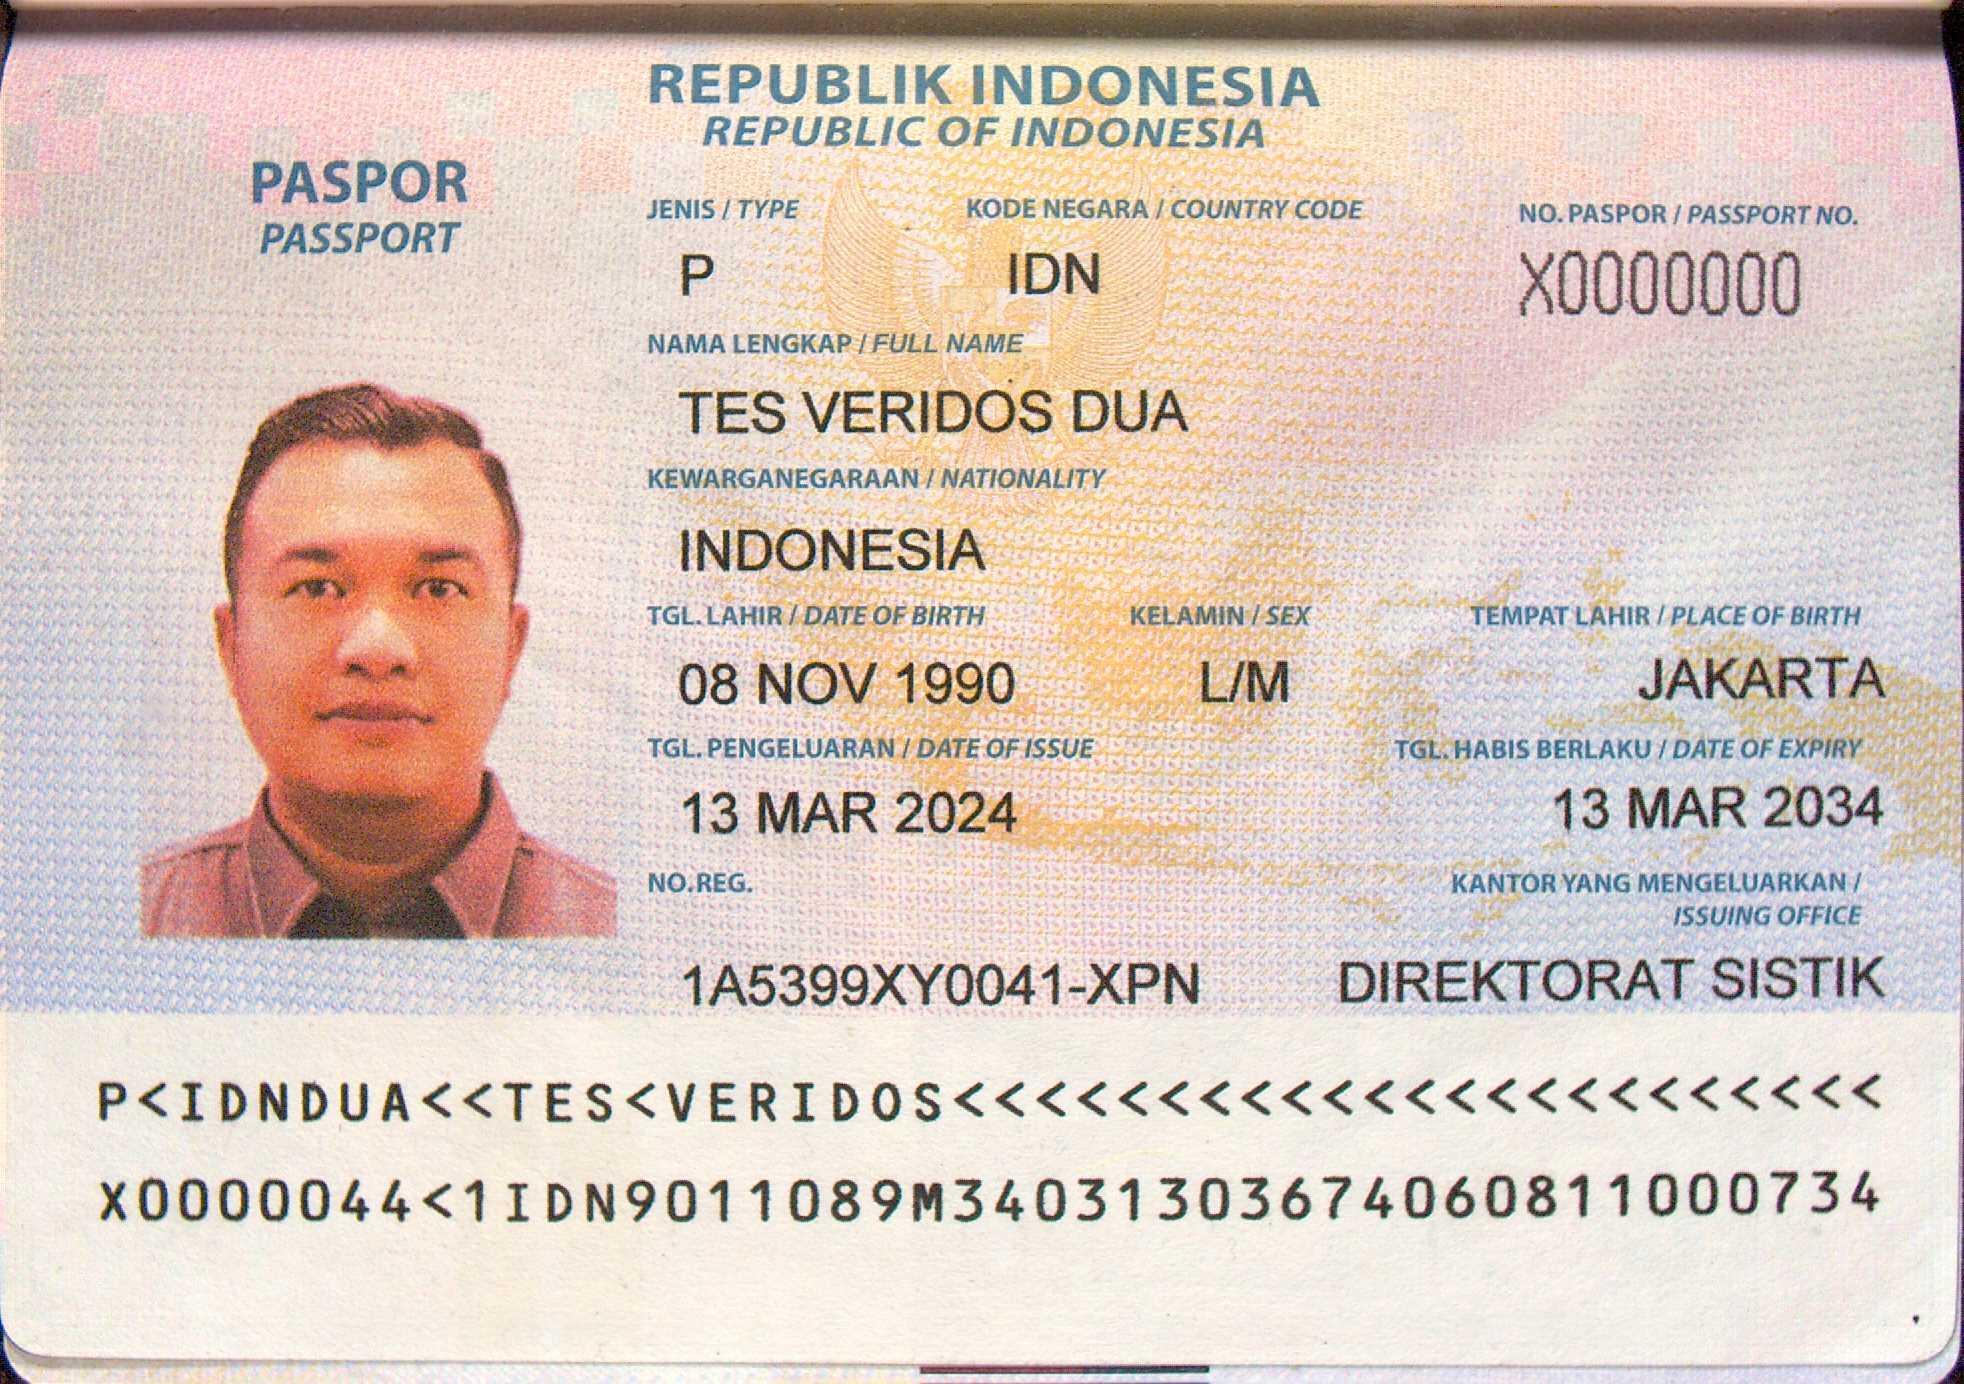 REPUBLIK INDONESIA
REPUBLIC OF INDONESIA
PASPOR
PASSPORT
JENIS / TYPE KODE NEGARA / COUNTRY CODE NO. PASPOR / PASSPORT NO.
P IDN X0000000
NAMA LENGKAP / FULL NAME
TES VERIDOS DUA
KEWARGANEGARAAN / NATIONALITY
INDONESIA
TGL. LAHIR / DATE OF BIRTH KELAMIN / SEX TEMPAT LAHIR / PLACE OF BIRTH
08 NOV 1990 L/M JAKARTA
TGL. PENGELUARAN / DATE OF ISSUE TGL. HABIS BERLAKU / DATE OF EXPIRY
13 MAR 2024 13 MAR 2034
NO. REG. KANTOR YANG MENGELUARKAN /
ISSUING OFFICE
1A5399XY0041-XPN DIREKTORAT SISTIK
P<IDNDUA<<TES<VERIDOS<<<<<<<<<<<<<<<<<<<<<<<
X0000044<1IDN9011089M34031303674060811000734